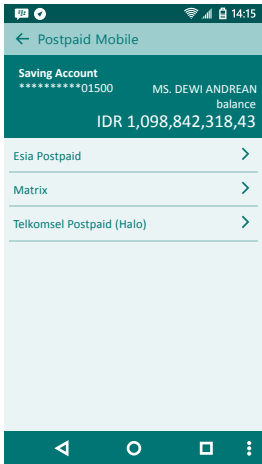 14:15
Postpaid Mobile
Saving Account
**********01500
MS. DEWI ANDREAN
balance
IDR 1,098,842,318,43
Esia Postpaid
Matrix
Telkomsel Postpaid (Halo)